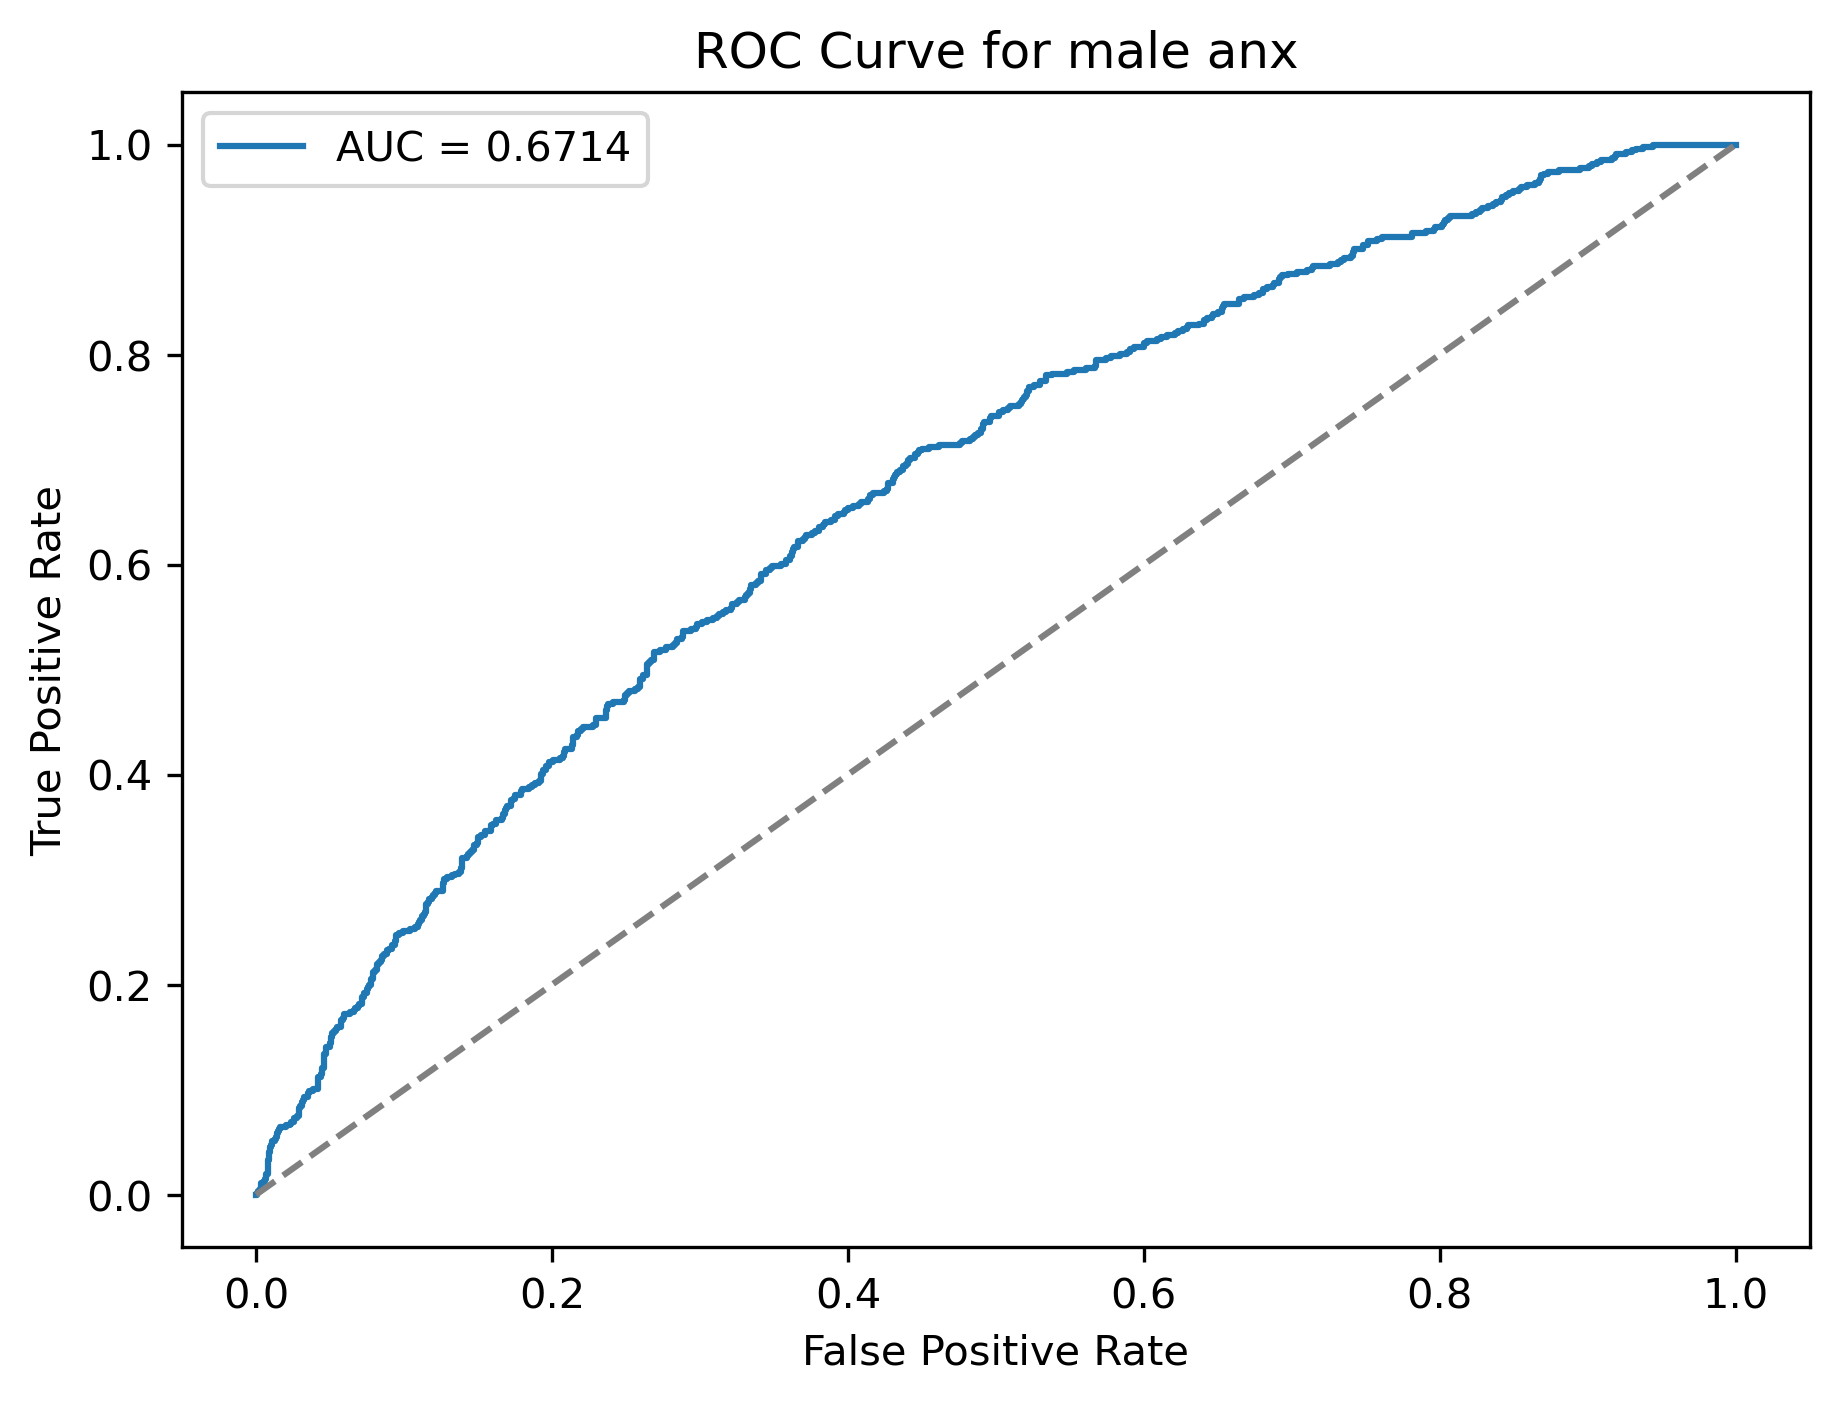 ROC Curve for male anx
AUC = 0.6714
True Positive Rate
1.0
0.8
0.6
0.4
0.2
0.0
0.0 0.2 0.4 0.6 0.8 1.0
False Positive Rate